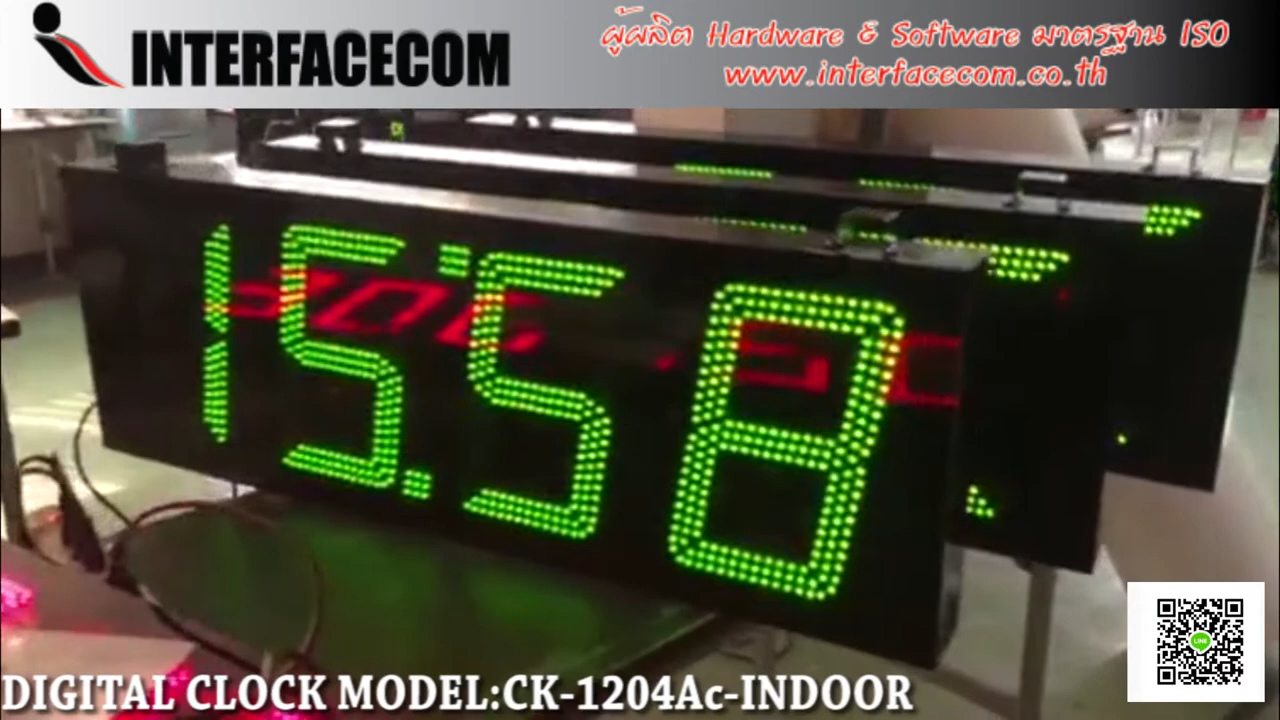 INTERFACECOM
ผู้ผลิต Hardware & Software มาตรฐาน ISO
www.interfacecom.co.th
15:58
DIGITAL CLOCK MODEL:CK-1204Ac-INDOOR
LINE